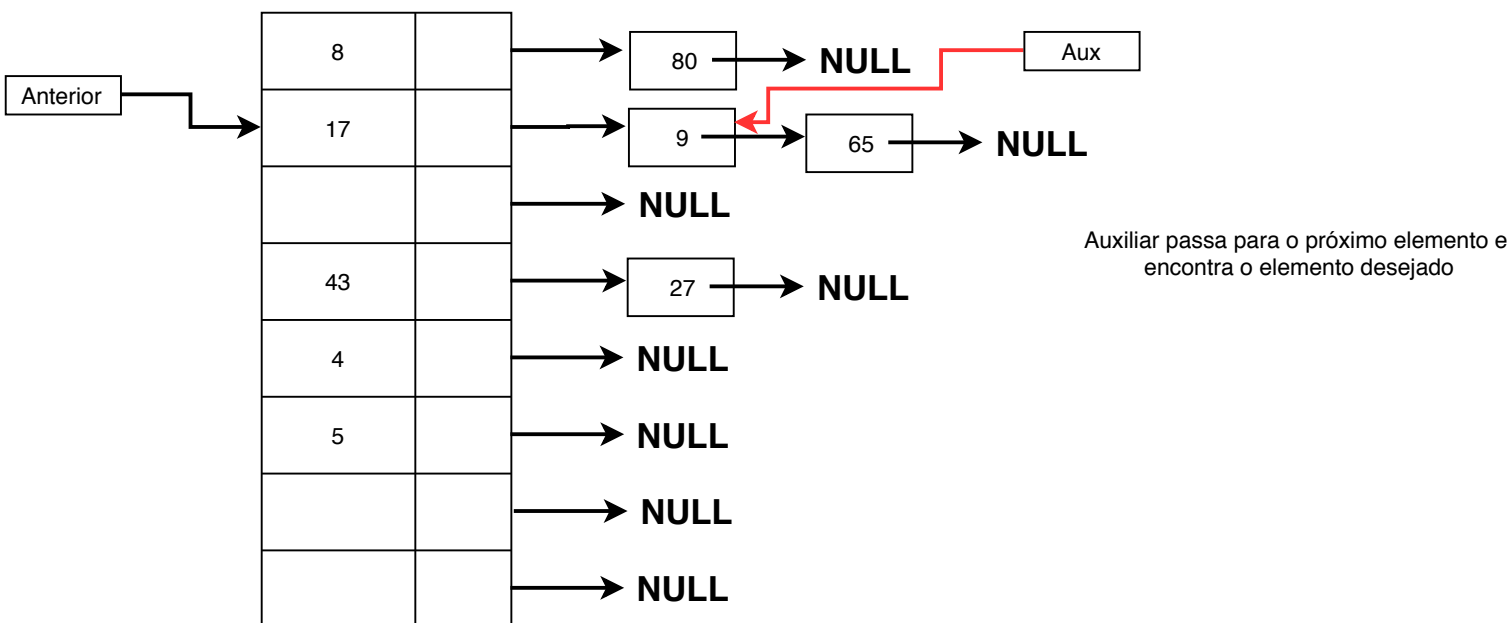 8
80
NULL
Aux
Anterior
17
9
65
NULL
NULL
Auxiliar passa para o próximo elemento e
encontra o elemento desejado
43
27
NULL
4
NULL
5
NULL
NULL
NULL